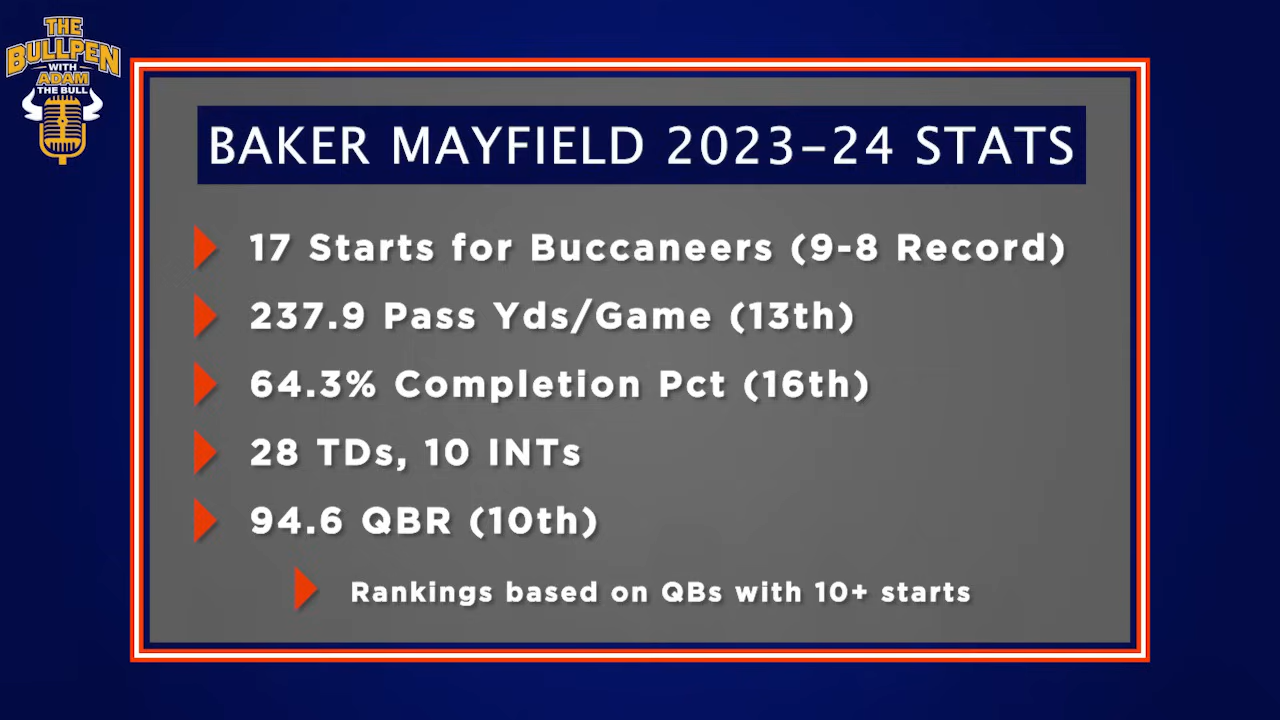 THE
BULLPEN
WITH
ADAM
THE BULL
BAKER MAYFIELD 2023-24 STATS
17 Starts for Buccaneers (9-8 Record)
237.9 Pass Yds/Game (13th)
64.3% Completion Pct (16th)
28 TDs, 10 INTs
94.6 QBR (10th)
Rankings based on QBs with 10+ starts